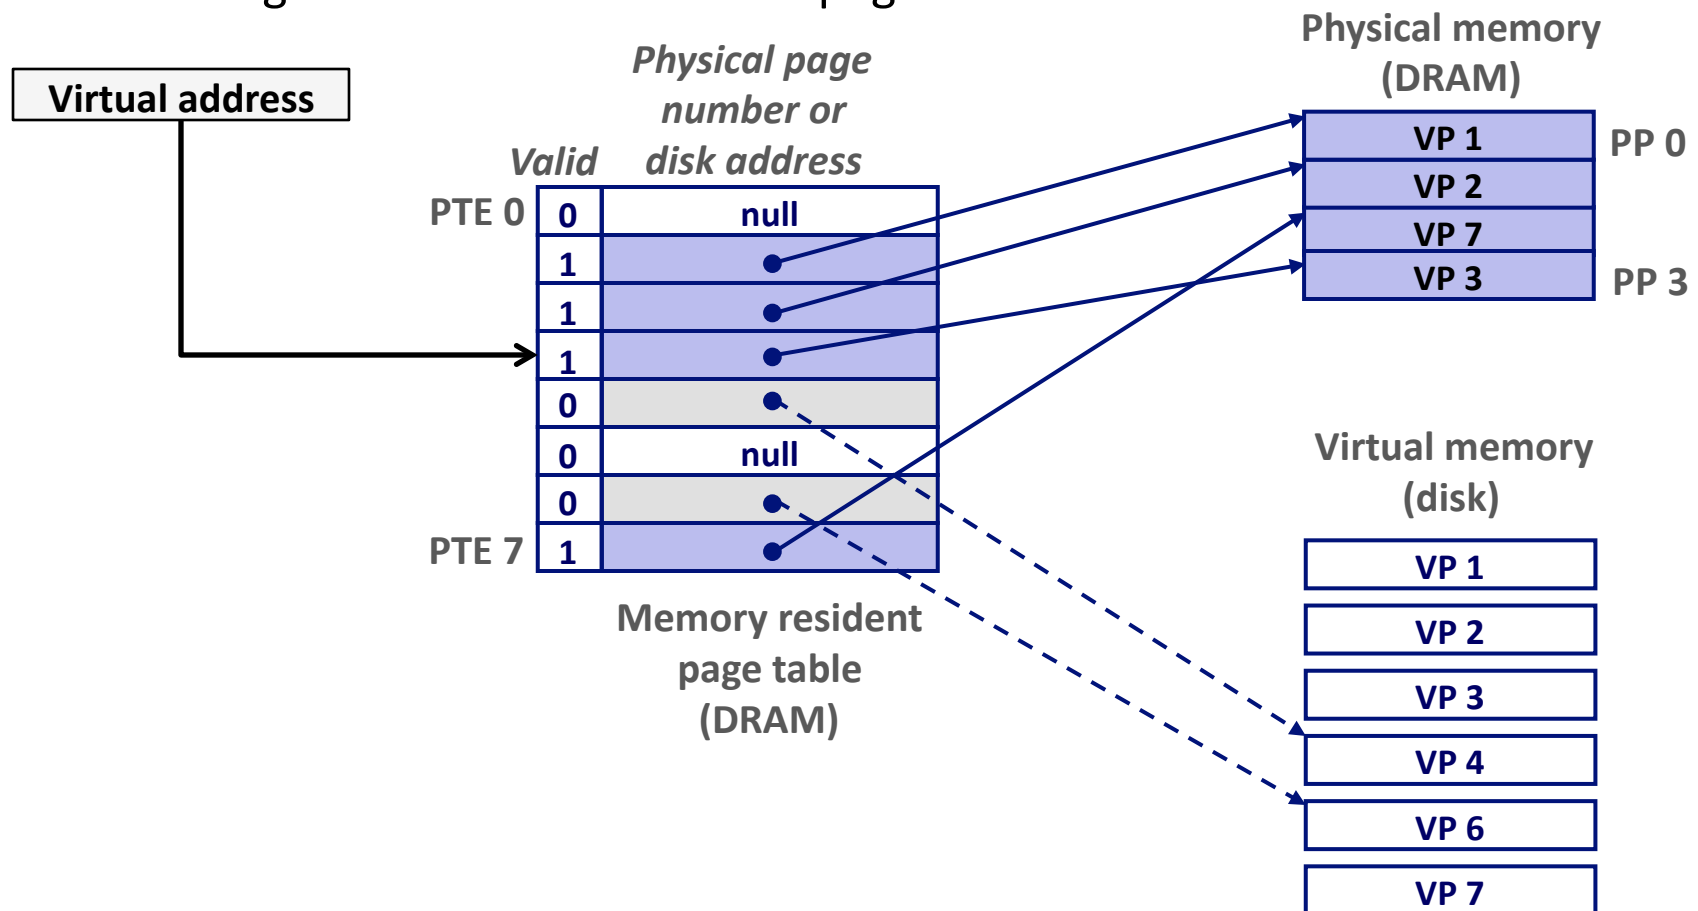 Virtual address
Physical page
number or
disk address
Valid
PTE 0
0
null
1
1
1
0
0
null
0
PTE 7
1
Memory resident
page table
(DRAM)
Physical memory
(DRAM)
VP 1
PP 0
VP 2
VP 7
VP 3
PP 3
Virtual memory
(disk)
VP 1
VP 2
VP 3
VP 4
VP 6
VP 7